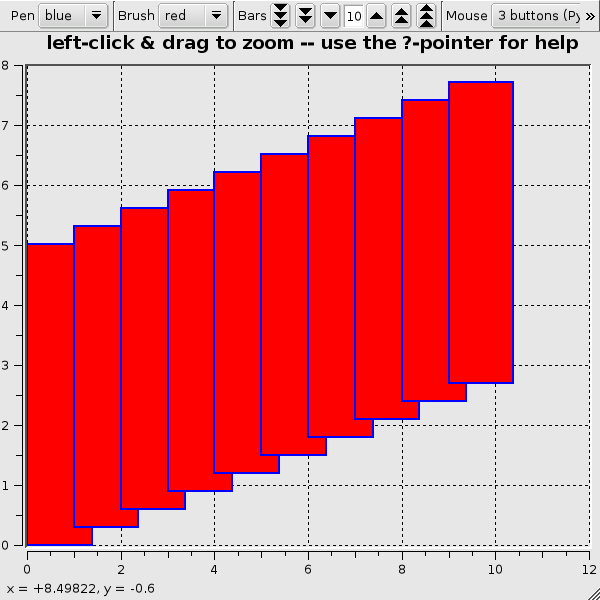 Pen blue Brush red Bars 10 Mouse 3 buttons (Py »
left-click & drag to zoom -- use the ?-pointer for help
8
7
6
5
4
3
2
1
0
0 2 4 6 8 10 12
x = +8.49822, y = -0.6